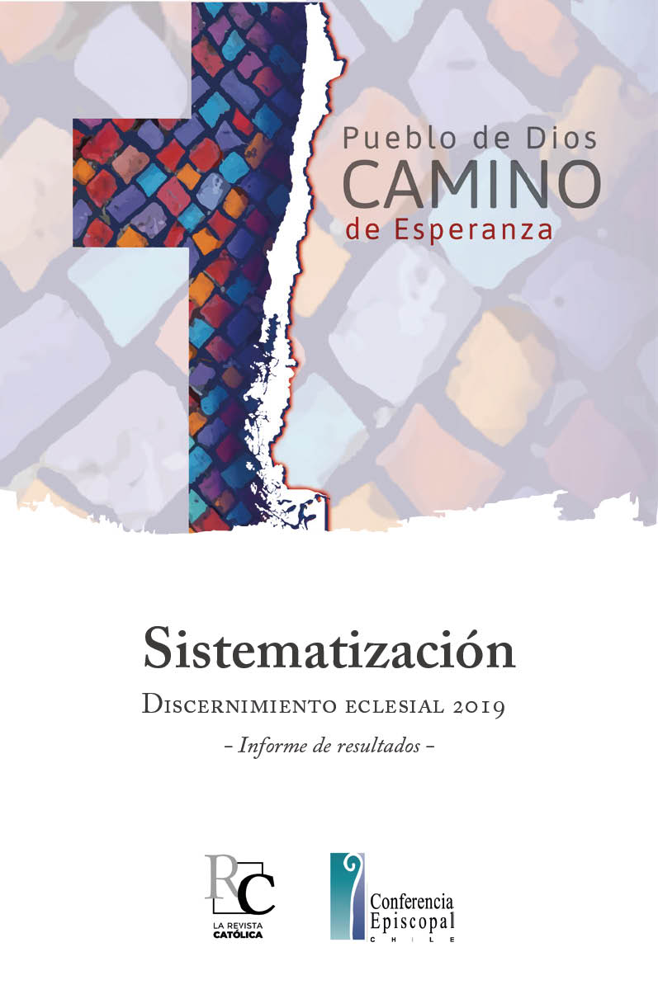 Pueblo de Dios
CAMINO
de Esperanza
Sistematización
Discernimiento eclesial 2019
- Informe de resultados -
RC
LA REVISTA
CATÓLICA
Conferencia
Episcopal
CHILE